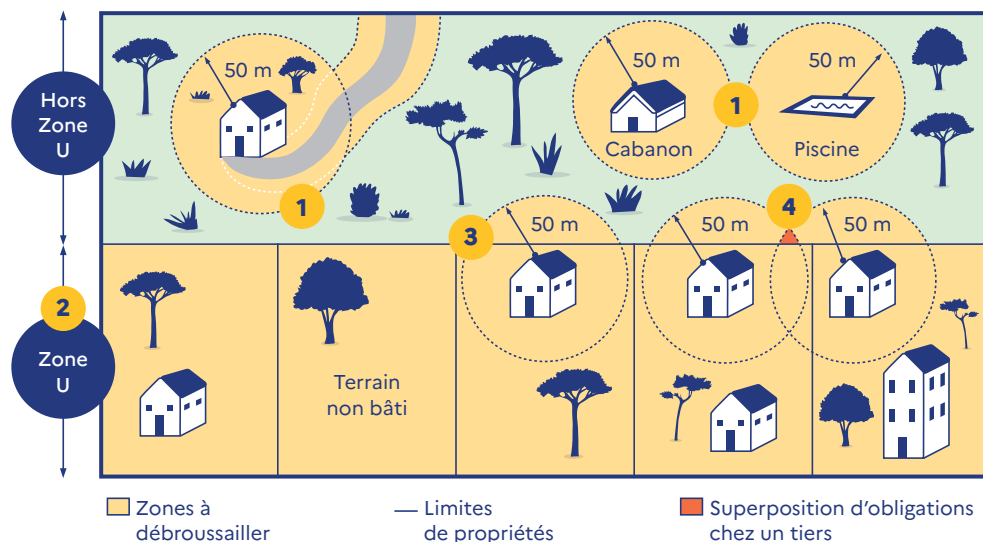 Hors
Zone
U
50 m
1
50 m
Cabanon
1
50 m
Piscine
3
50 m
50 m
4
50 m
2
Zone
U
Terrain
non bâti
Zones à
débroussailler
Limites
de propriétés
Superposition d'obligations
chez un tiers